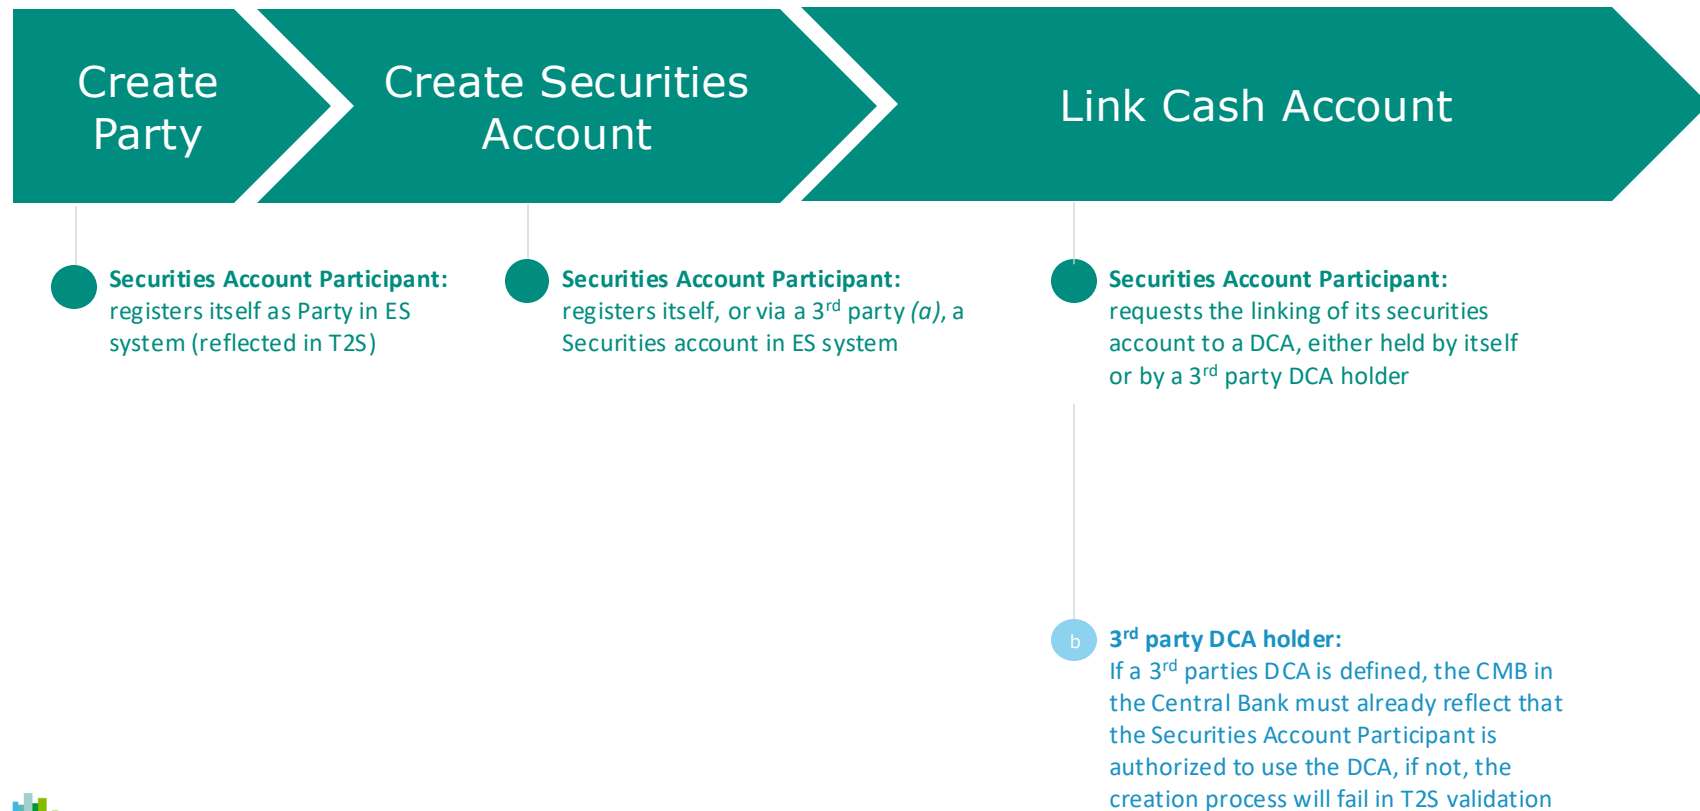 Create
Party
Create Securities
Account
Link Cash Account
Securities Account Participant:
registers itself as Party in ES
system (reflected in T2S)
Securities Account Participant:
registers itself, or via a 3rd party (a), a
Securities account in ES system
Securities Account Participant:
requests the linking of its securities
account to a DCA, either held by itself
or by a 3rd party DCA holder
b
3rd party DCA holder:
If a 3rd parties DCA is defined, the CMB in
the Central Bank must already reflect that
the Securities Account Participant is
authorized to use the DCA, if not, the
creation process will fail in T2S validation